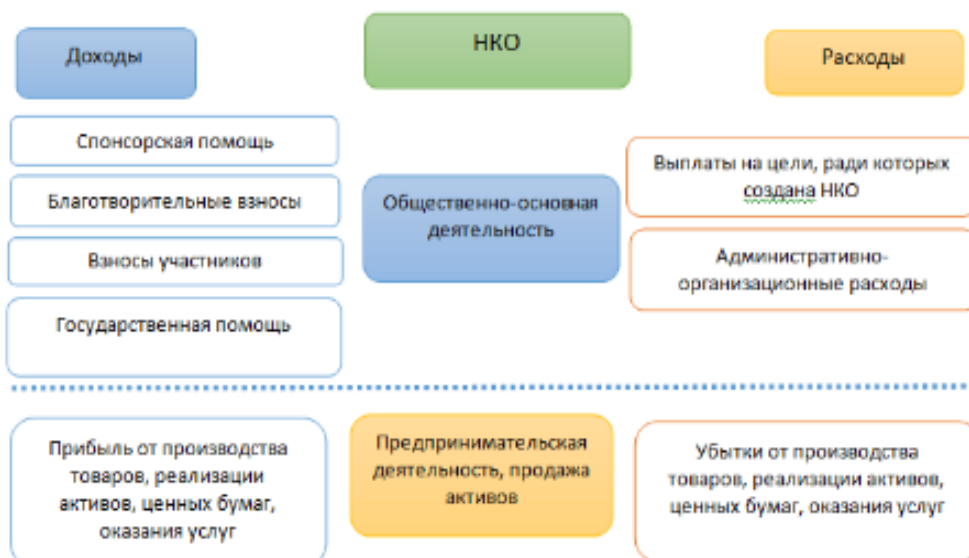 Доходы
НКО
Расходы
Спонсорская помощь
Благотворительные взносы
Взносы участников
Государственная помощь
Общественно-основная
деятельность
Выплаты на цели, ради которых
создана НКО
Административно-
организационные расходы
Прибыль от производства
товаров, реализации
активов, ценных бумаг,
оказания услуг
Предпринимательская
деятельность, продажа
активов
Убытки от производства
товаров, реализации активов,
ценных бумаг, оказания услуг